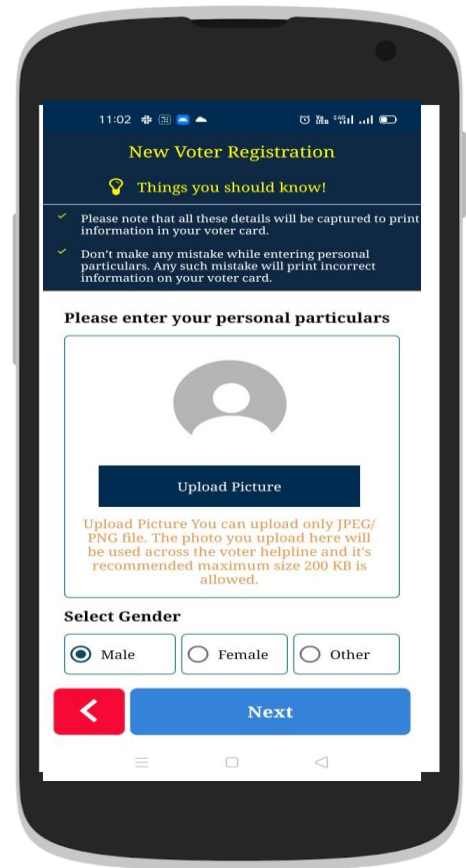 11:02
New Voter Registration
Things you should know!
Please note that all these details will be captured to print
information in your voter card.
Don't make any mistake while entering personal
particulars. Any such mistake will print incorrect
information on your voter card.
Please enter your personal particulars
Upload Picture
Upload Picture You can upload only JPEG/
PNG file. The photo you upload here will
be used across the voter helpline and it's
recommended maximum size 200 KB is
allowed.
Select Gender
Male Female Other
Next